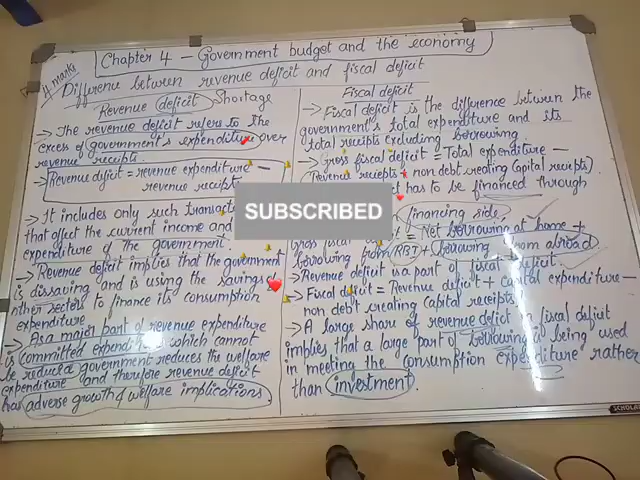 Chapter 4 – Government budget and the economy
4 marks
Difference between revenue deficit and fiscal deficit
Revenue deficit Shortage
→ The revenue deficit refers to the
excess of government's expenditure over
revenue receipts.
→ Revenue deficit = revenue expenditure –
revenue receipts
→ It includes only such transact
that affect the current income and
expenditure of the government.
→ Revenue deficit implies that the government
is dissaving and is using the savings of
other sectors to finance its consumption
expenditure
→ As a major part of revenue expenditure
is committed expenditure which cannot
be reduced government reduces the welfare
expenditure and therefore revenue deficit
has adverse growth & welfare implications.
Fiscal deficit
→ Fiscal deficit is the difference between the
government's total expenditure and its
total receipts excluding borrowing.
→ Gross fiscal deficit = Total expenditure –
(Revenue receipts + non debt creating Capital receipts)
has to be financed through
financing side,
= Net borrowing at home +
borrowing from RBI + borrowing from abroad
→ Revenue deficit is a part of fiscal deficit.
→ Fiscal deficit = Revenue deficit + capital expenditure –
non debt creating capital receipts
→ A large share of revenue deficit in fiscal deficit
implies that a large part of borrowing is being used
in meeting the consumption expenditure rather
than investment.
SUBSCRIBED